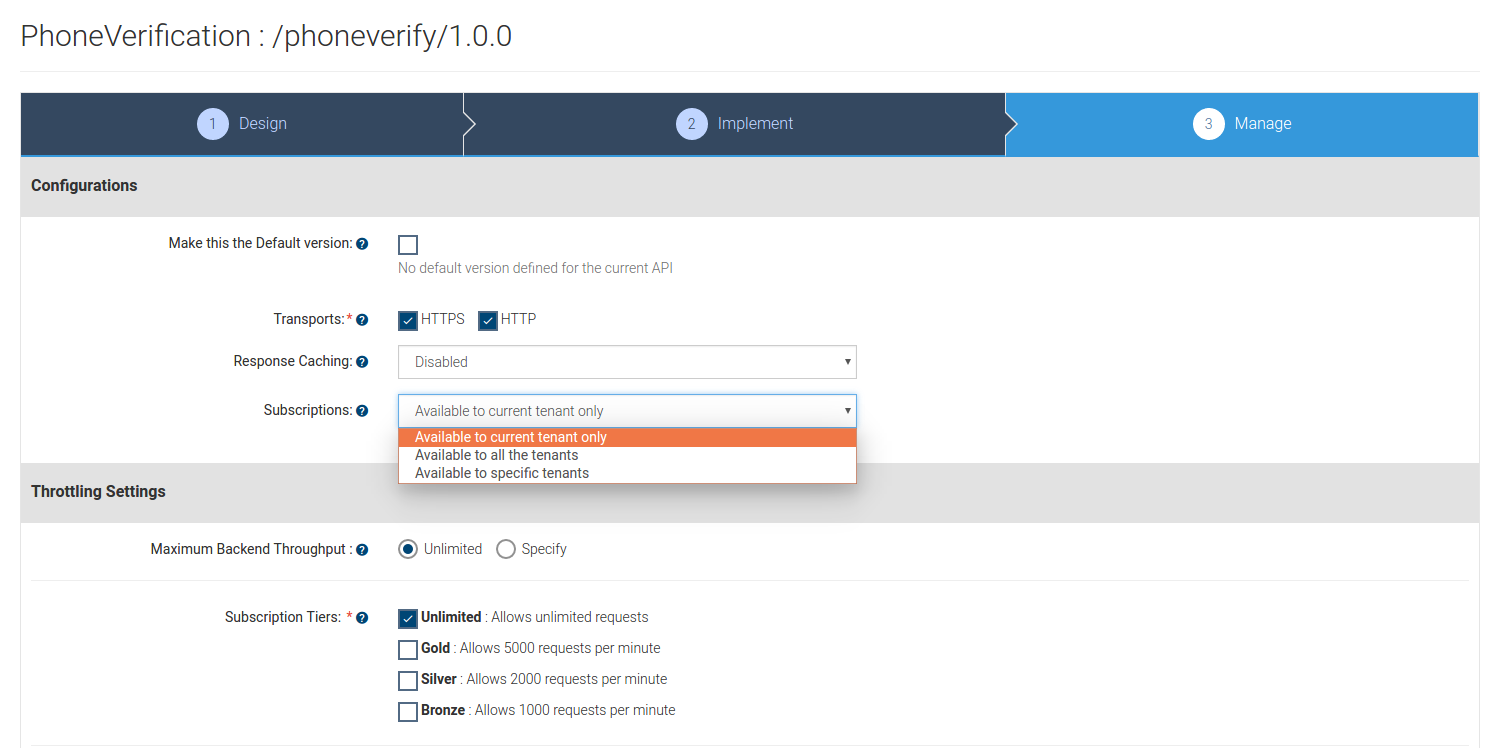 PhoneVerification : /phoneverify/1.0.0
1 Design
2 Implement
3 Manage
Configurations
Make this the Default version: ?
No default version defined for the current API
Transports:* ? HTTPS HTTP
Response Caching: ? Disabled
Subscriptions: ? Available to current tenant only
Available to current tenant only
Available to all the tenants
Available to specific tenants
Throttling Settings
Maximum Backend Throughput : ? Unlimited Specify
Subscription Tiers: * ? Unlimited : Allows unlimited requests
Gold : Allows 5000 requests per minute
Silver : Allows 2000 requests per minute
Bronze : Allows 1000 requests per minute